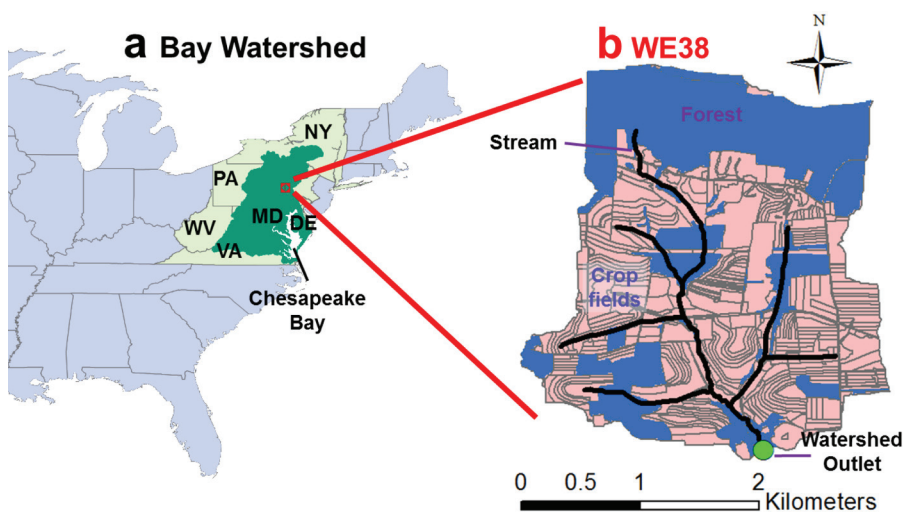 a Bay Watershed
NY
PA
MD
DE
WV
VA
Chesapeake
Bay
b WE38
N
Forest
Stream
Crop
fields
Watershed
Outlet
0 0.5 1 2
Kilometers